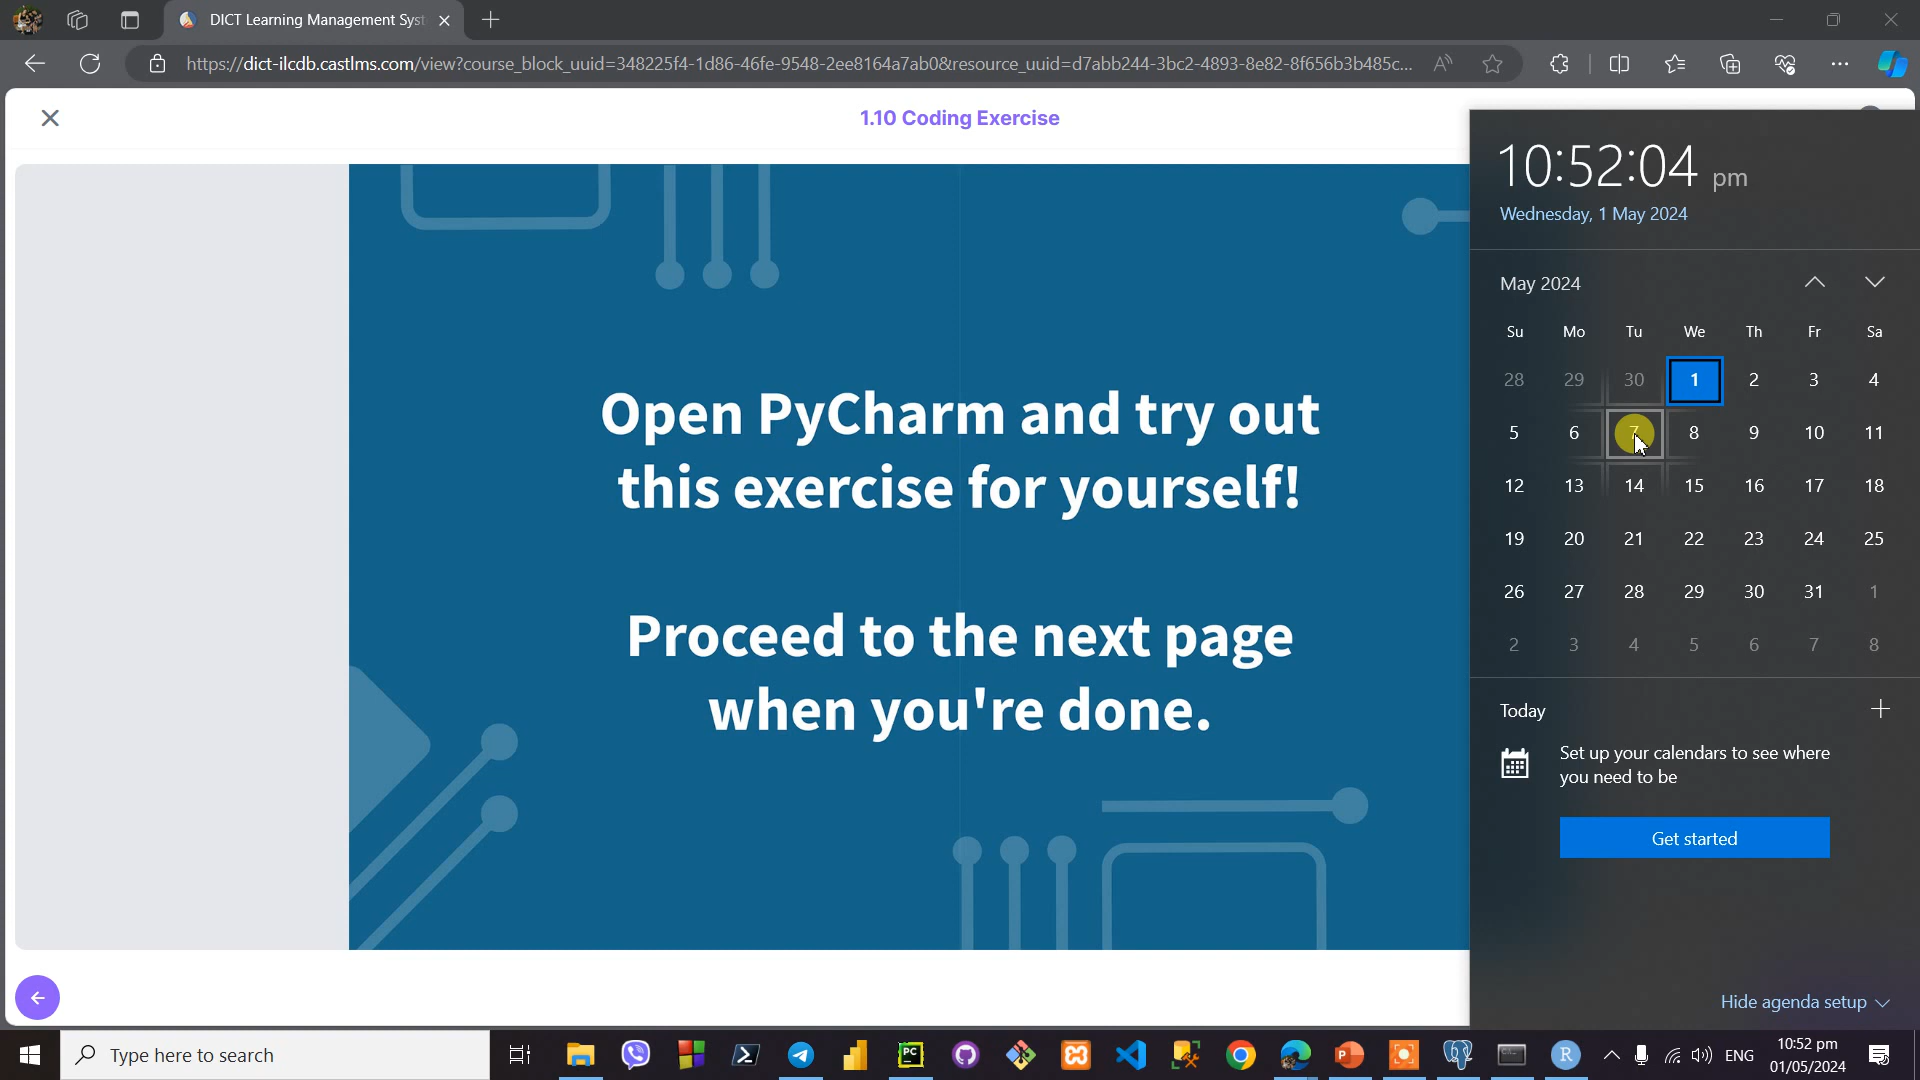 DICT Learning Management Syst
https://dict-ilcdb.castlms.com/view?course_block_uuid=348225f4-1d86-46fe-9548-2ee8164a7ab0&resource_uuid=d7abb244-3bc2-4893-8e82-8f656b3b485c...
1.10 Coding Exercise
Open PyCharm and try out
this exercise for yourself!
Proceed to the next page
when you're done.
10:52:04 pm
Wednesday, 1 May 2024
May 2024
Su Mo Tu We Th Fr Sa
28 29 30 1 2 3 4
5 6 7 8 9 10 11
12 13 14 15 16 17 18
19 20 21 22 23 24 25
26 27 28 29 30 31 1
2 3 4 5 6 7 8
Today
Set up your calendars to see where
you need to be
Get started
Hide agenda setup
Type here to search
PC
R
ENG
10:52 pm
01/05/2024